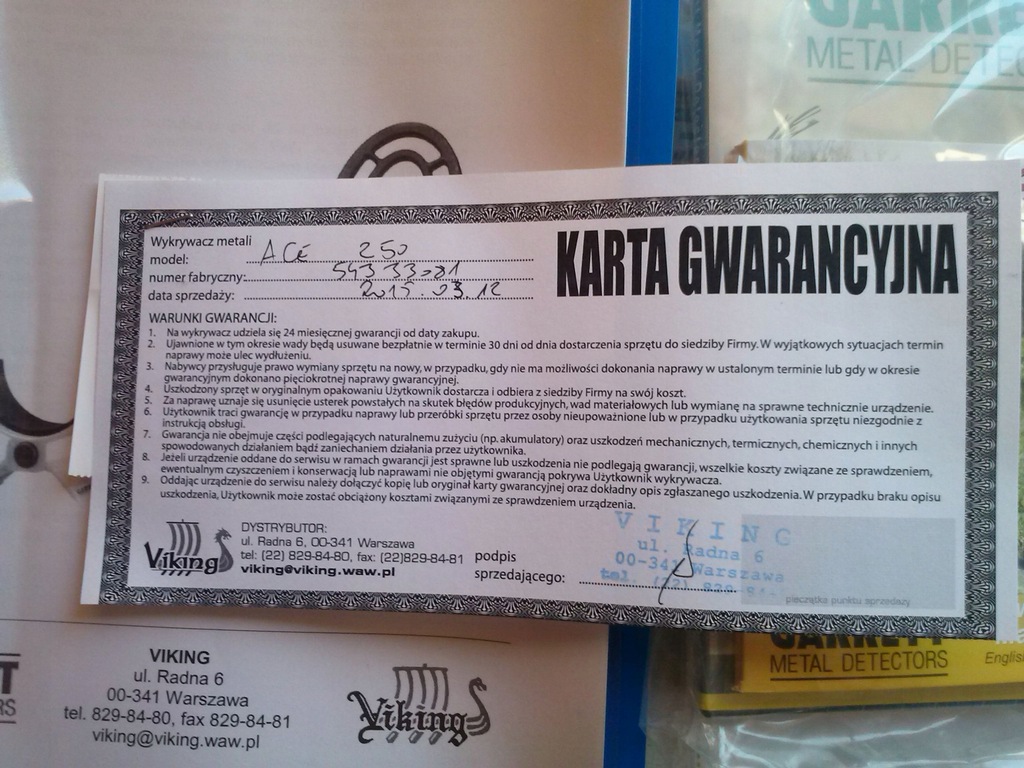 GARRE
METAL DETEC
Wykrywacz metali
model: ACE 250
numer fabryczny:
data sprzedaży: 2015.03.12
KARTA GWARANCYJNA
WARUNKI GWARANCJI:
1. Na wykrywacz udziela się 24 miesięcznej gwarancji od daty zakupu.
2. Ujawnione w tym okresie wady będą usuwane bezpłatnie w terminie 30 dni od dnia dostarczenia sprzętu do siedziby Firmy. W wyjątkowych sytuacjach termin
naprawy może ulec wydłużeniu.
3. Nabywcy przysługuje prawo wymiany sprzętu na nowy, w przypadku, gdy nie ma możliwości dokonania naprawy w ustalonym terminie lub gdy w okresie
gwarancyjnym dokonano pięciokrotnej naprawy gwarancyjnej.
4. Uszkodzony sprzęt w oryginalnym opakowaniu Użytkownik dostarcza i odbiera z siedziby Firmy na swój koszt.
5. Za naprawę uznaje się usunięcie usterek powstałych na skutek błędów produkcyjnych, wad materiałowych lub wymianę na sprawne technicznie urządzenie.
6. Użytkownik traci gwarancję w przypadku naprawy lub przeróbki sprzętu przez osoby nieupoważnione lub w przypadku użytkowania sprzętu niezgodnie z
instrukcją obsługi.
7. Gwarancja nie obejmuje części podlegających naturalnemu zużyciu (np. akumulatory) oraz uszkodzeń mechanicznych, termicznych, chemicznych i innych
spowodowanych działaniem bądź zaniechaniem działania przez użytkownika.
8. Jeżeli urządzenie oddane do serwisu w ramach gwarancji jest sprawne lub uszkodzenia nie podlegają gwarancji, wszelkie koszty związane ze sprawdzeniem,
ewentualnym czyszczeniem i konserwacją lub naprawami nie objętymi gwarancją pokrywa Użytkownik wykrywacza.
9. Oddając urządzenie do serwisu należy dołączyć kopię lub oryginał karty gwarancyjnej oraz dokładny opis zgłaszanego uszkodzenia. W przypadku braku opisu
uszkodzenia, Użytkownik może zostać obciążony kosztami związanymi ze sprawdzeniem urządzenia.
Viking
DYSTRYBUTOR:
ul. Radna 6, 00-341 Warszawa
tel: (22) 829-84-80, fax: (22)829-84-81
viking@viking.waw.pl
podpis
sprzedającego:
VIKING
ul. Radna 6
00-341 Warszawa
tel. (22) 829-84-
pieczątka punktu sprzedaży
GARRETT
METAL DETECTORS
English
T
RS
VIKING
ul. Radna 6
00-341 Warszawa
tel. 829-84-80, fax 829-84-81
viking@viking.waw.pl
Viking